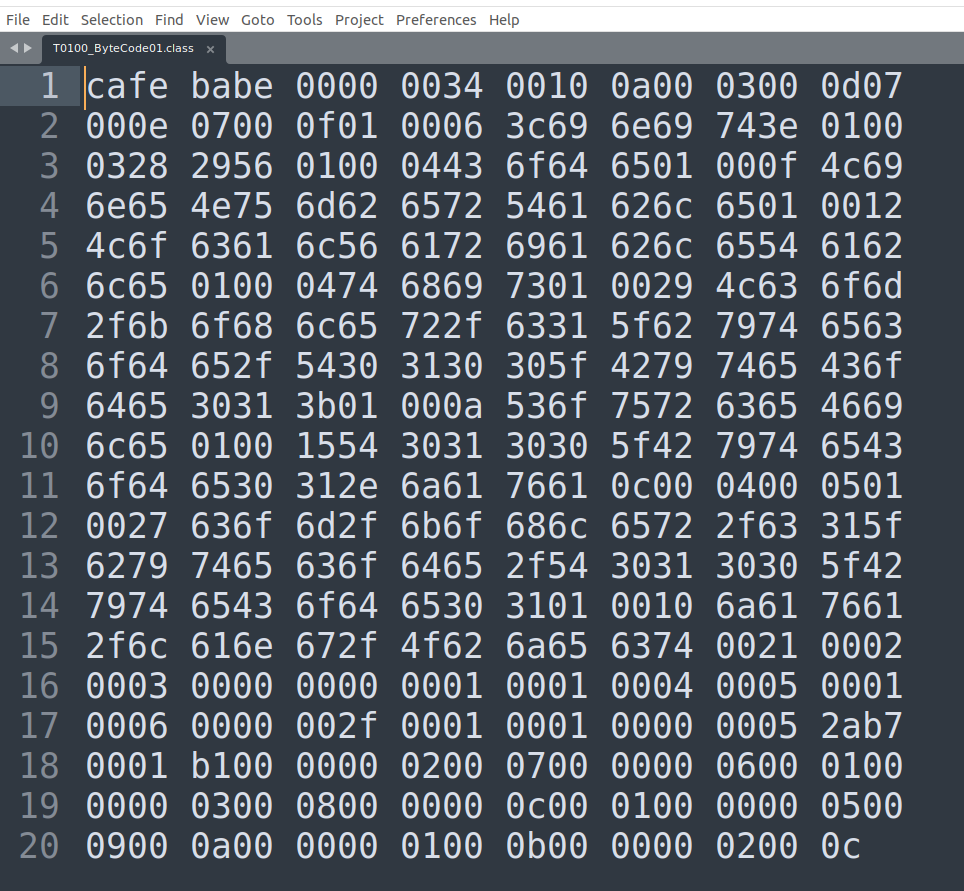 File Edit Selection Find View Goto Tools Project Preferences Help
T0100_ByteCode01.class ×
1 cafe babe 0000 0034 0010 0a00 0300 0d07
2 000e 0700 0f01 0006 3c69 6e69 743e 0100
3 0328 2956 0100 0443 6f64 6501 000f 4c69
4 6e65 4e75 6d62 6572 5461 626c 6501 0012
5 4c6f 6361 6c56 6172 6961 626c 6554 6162
6 6c65 0100 0474 6869 7301 0029 4c63 6f6d
7 2f6b 6f68 6c65 722f 6331 5f62 7974 6563
8 6f64 652f 5430 3130 305f 4279 7465 436f
9 6465 3031 3b01 000a 536f 7572 6365 4669
10 6c65 0100 1554 3031 3030 5f42 7974 6543
11 6f64 6530 312e 6a61 7661 0c00 0400 0501
12 0027 636f 6d2f 6b6f 686c 6572 2f63 315f
13 6279 7465 636f 6465 2f54 3031 3030 5f42
14 7974 6543 6f64 6530 3101 0010 6a61 7661
15 2f6c 616e 672f 4f62 6a65 6374 0021 0002
16 0003 0000 0000 0001 0001 0004 0005 0001
17 0006 0000 002f 0001 0001 0000 0005 2ab7
18 0001 b100 0000 0200 0700 0000 0600 0100
19 0000 0300 0800 0000 0c00 0100 0000 0500
20 0900 0a00 0000 0100 0b00 0000 0200 0c